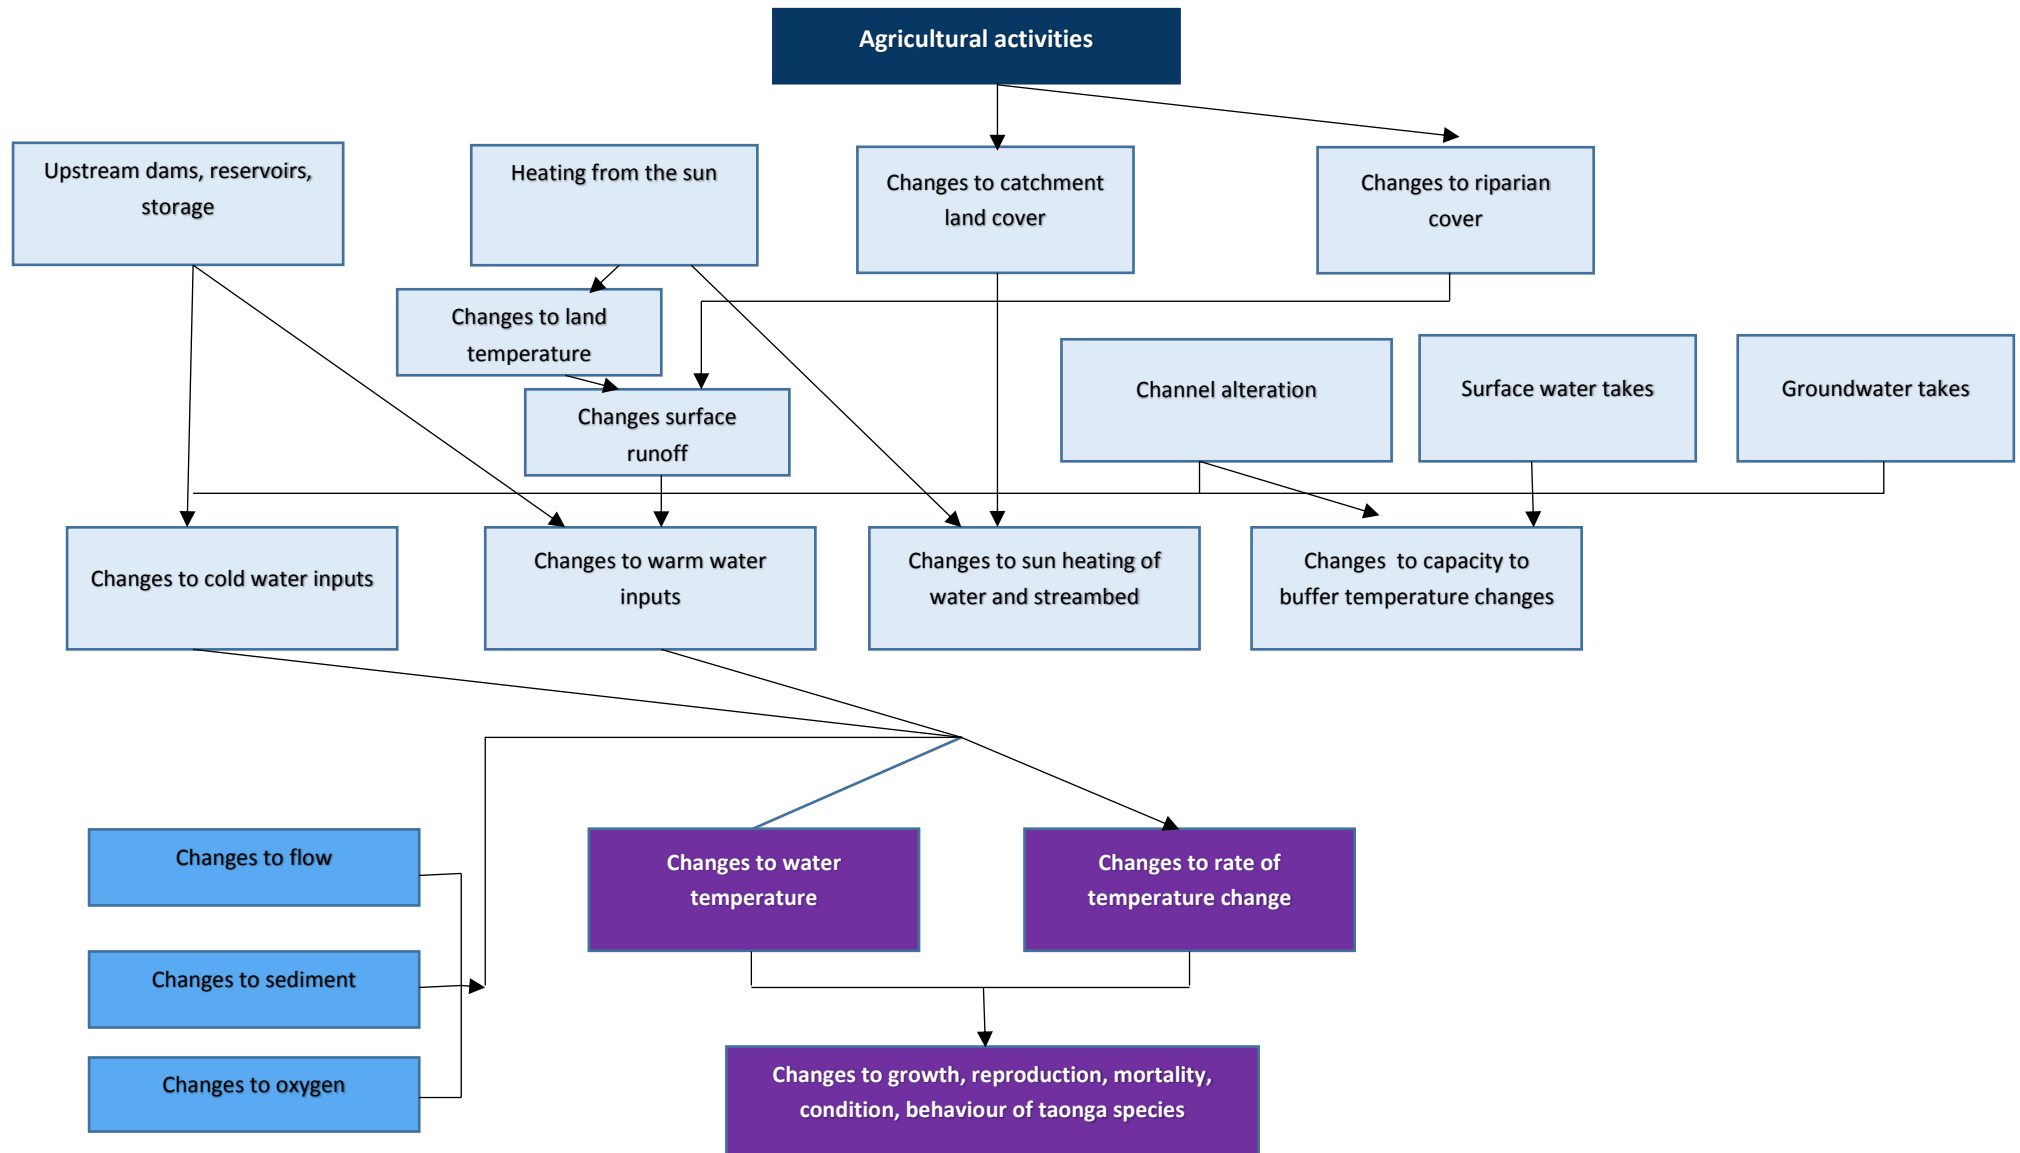 Agricultural activities
Upstream dams, reservoirs,
storage
Heating from the sun
Changes to catchment
land cover
Changes to riparian
cover
Changes to land
temperature
Changes surface
runoff
Channel alteration
Surface water takes
Groundwater takes
Changes to cold water inputs
Changes to warm water
inputs
Changes to sun heating of
water and streambed
Changes to capacity to
buffer temperature changes
Changes to flow
Changes to sediment
Changes to oxygen
Changes to water
temperature
Changes to rate of
temperature change
Changes to growth, reproduction, mortality,
condition, behaviour of taonga species